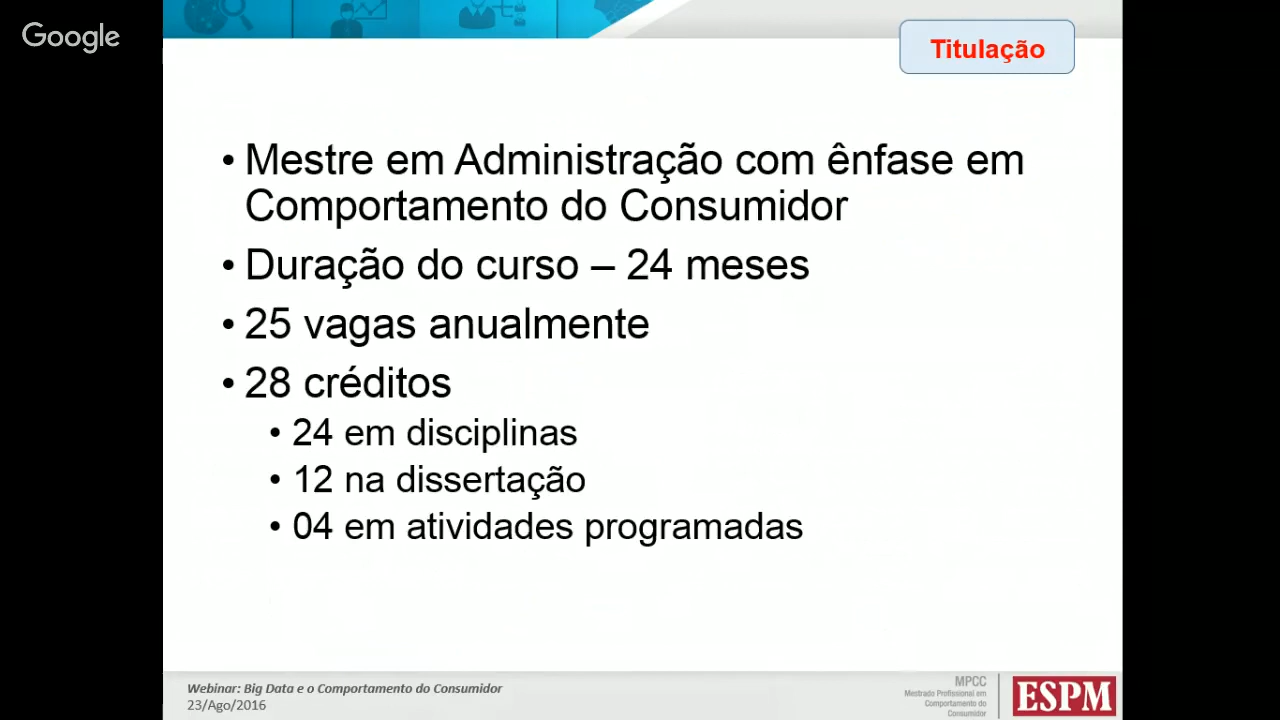 Google
Titulação
• Mestre em Administração com ênfase em
Comportamento do Consumidor
• Duração do curso – 24 meses
• 25 vagas anualmente
• 28 créditos
• 24 em disciplinas
• 12 na dissertação
• 04 em atividades programadas
Webinar: Big Data e o Comportamento do Consumidor
23/Ago/2016
MPCC
Mestrado Profissional em
Comportamento do
Consumidor
ESPM